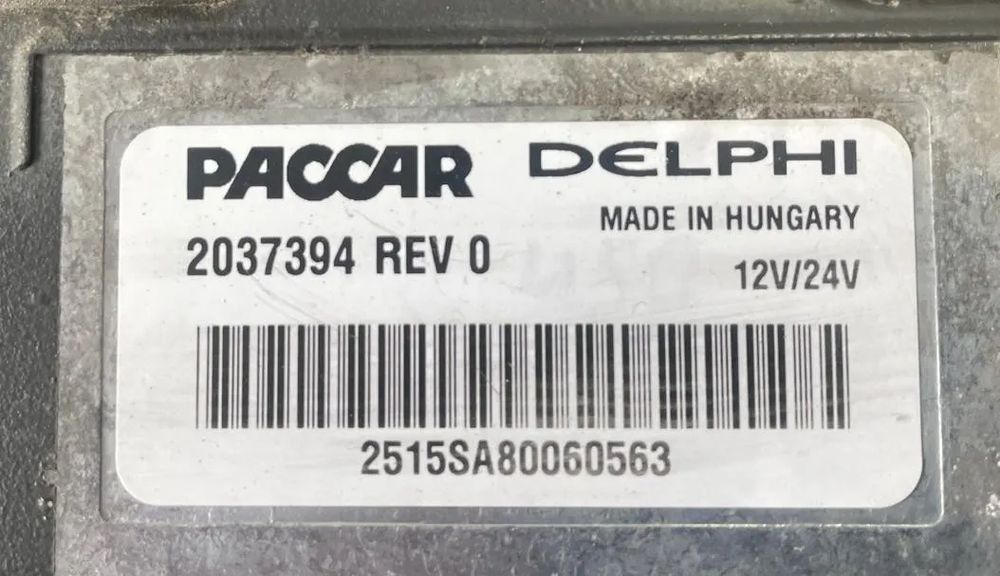 PACCAR DELPHI
MADE IN HUNGARY
2037394 REV 0
12V/24V
2515SA80060563